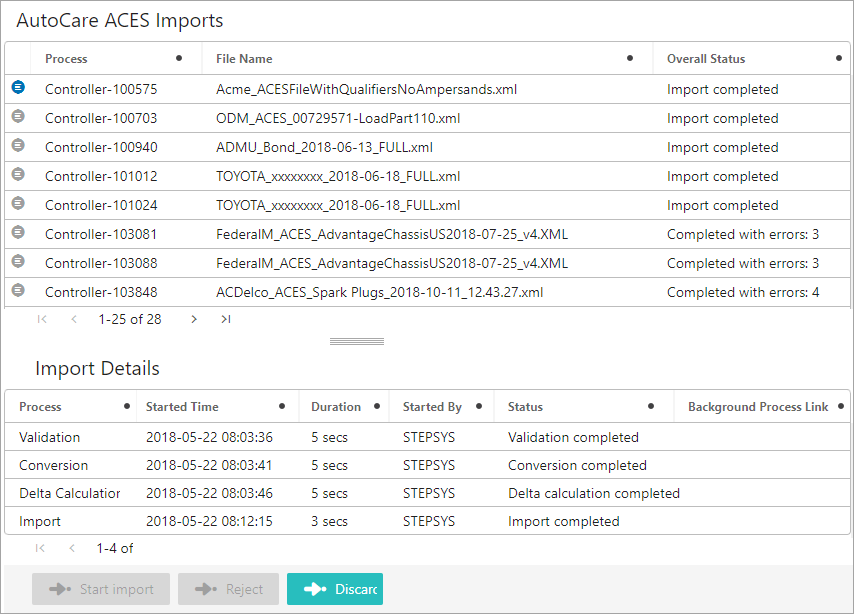 AutoCare ACES Imports
Process File Name Overall Status
Controller-100575 Acme_ACESFileWithQualifiersNoAmpersands.xml Import completed
Controller-100703 ODM_ACES_00729571-LoadPart110.xml Import completed
Controller-100940 ADMU_Bond_2018-06-13_FULL.xml Import completed
Controller-101012 TOYOTA_xxxxxxxx_2018-06-18_FULL.xml Import completed
Controller-101024 TOYOTA_xxxxxxxx_2018-06-18_FULL.xml Import completed
Controller-103081 FederalM_ACES_AdvantageChassisUS2018-07-25_v4.XML Completed with errors: 3
Controller-103088 FederalM_ACES_AdvantageChassisUS2018-07-25_v4.XML Completed with errors: 3
Controller-103848 ACDelco_ACES_Spark Plugs_2018-10-11_12.43.27.xml Completed with errors: 4
1-25 of 28
Import Details
Process Started Time Duration Started By Status Background Process Link
Validation 2018-05-22 08:03:36 5 secs STEPSYS Validation completed
Conversion 2018-05-22 08:03:41 5 secs STEPSYS Conversion completed
Delta Calculation 2018-05-22 08:03:46 5 secs STEPSYS Delta calculation completed
Import 2018-05-22 08:12:15 3 secs STEPSYS Import completed
1-4 of
Start import Reject Discarc